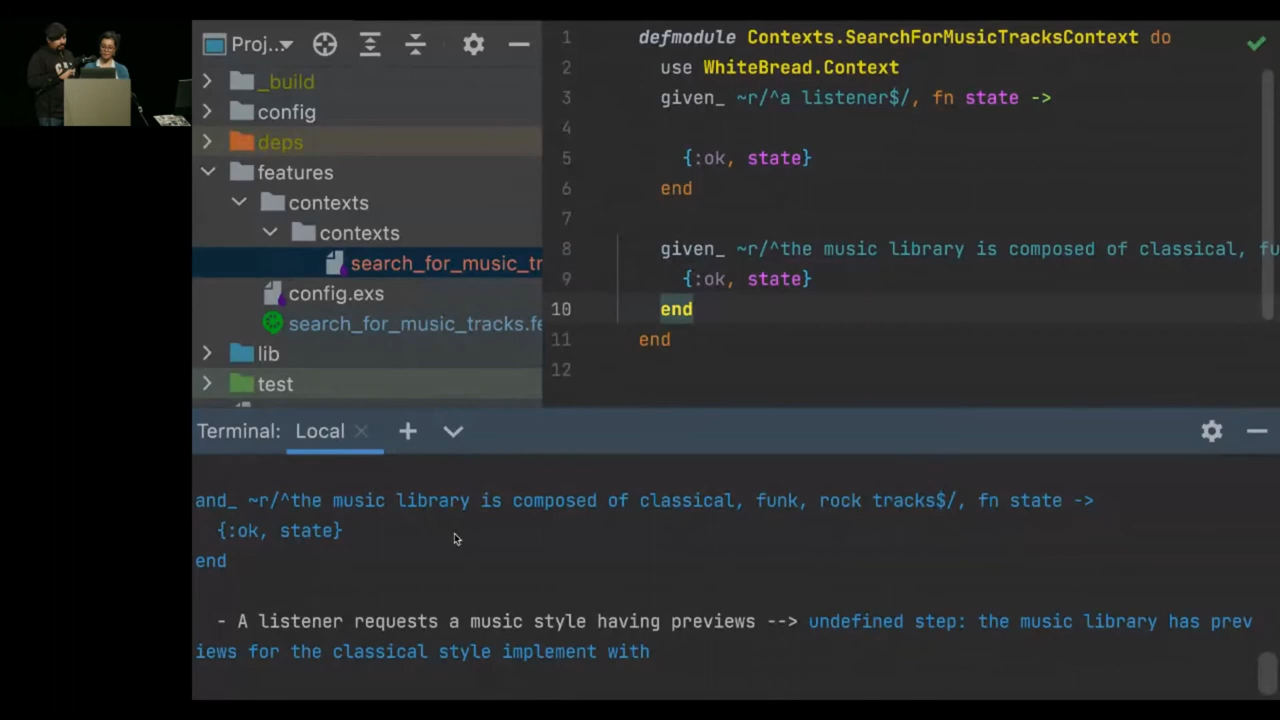 Proj...
_build
config
deps
features
contexts
contexts
search_for_music_tr
config.exs
search_for_music_tracks.fe
lib
test
1 defmodule Contexts.SearchForMusicTracksContext do
2 use WhiteBread.Context
3 given_ ~r/^a listener$/, fn state ->
4
5 {:ok, state}
6 end
7
8 given_ ~r/^the music library is composed of classical, fu
9 {:ok, state}
10 end
11 end
12
Terminal: Local
and_ ~r/^the music library is composed of classical, funk, rock tracks$/, fn state ->
{:ok, state}
end
- A listener requests a music style having previews --> undefined step: the music library has prev
iews for the classical style implement with